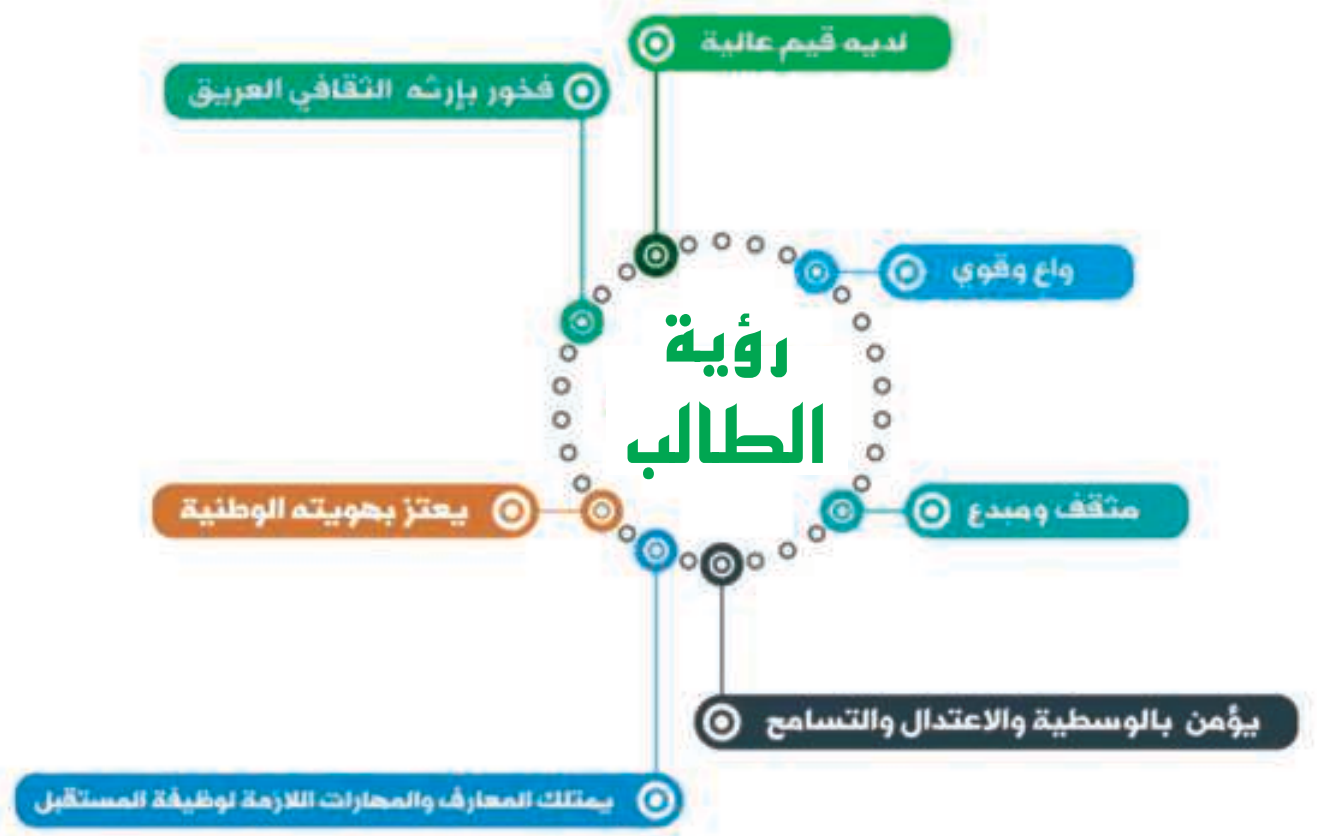 لديه قيم عالية
فخور بإرثه الثقافي العريق
واع وقوي
رؤية
الطالب
يعتز بهويته الوطنية
مثقف ومبدع
يؤمن بالوسطية والاعتدال والتسامح
يمتلك المعارف والمهارات اللازمة لوظيفة المستقبل